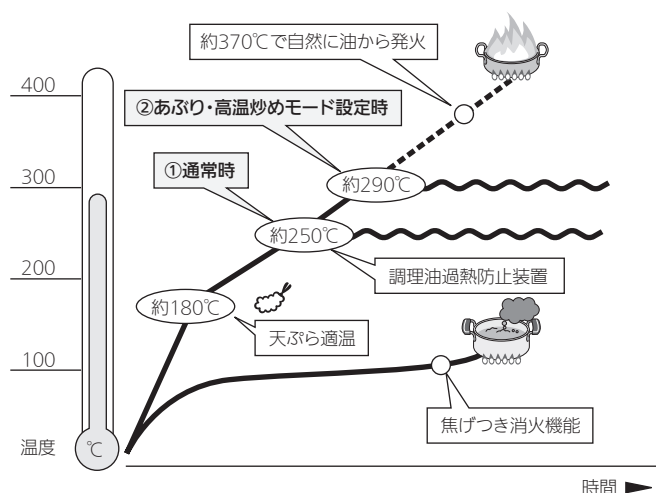 約370℃で自然に油から発火
400
②あぶり・高温炒めモード設定時
300
①通常時
約290℃
約250℃
200
調理油過熱防止装置
約180℃
天ぷら適温
100
焦げつき消火機能
温度
℃
時間